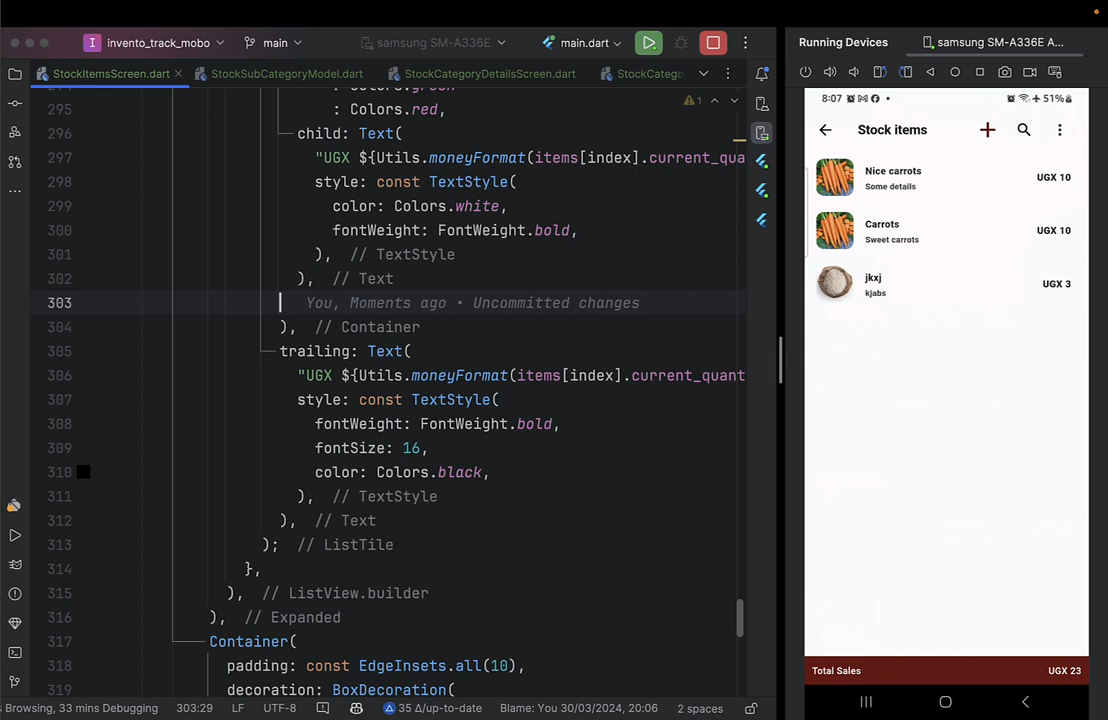 invento_track_mobo
main
samsung SM-A336E
main.dart
Running Devices
samsung SM-A336E A...
StockItemsScreen.dart
StockSubCategoryModel.dart
StockCategoryDetailsScreen.dart
StockCatego
295 : Colors.red,
296 child: Text(
297 "UGX ${Utils.moneyFormat(items[index].current_qua
298 style: const TextStyle(
299 color: Colors.white,
300 fontWeight: FontWeight.bold,
301 ), // TextStyle
302 ), // Text
303 You, Moments ago • Uncommitted changes
304 ), // Container
305 trailing: Text(
306 "UGX ${Utils.moneyFormat(items[index].current_quant
307 style: const TextStyle(
308 fontWeight: FontWeight.bold,
309 fontSize: 16,
310 color: Colors.black,
311 ), // TextStyle
312 ), // Text
313 ); // ListTile
314 },
315 ), // ListView.builder
316 ), // Expanded
317 Container(
318 padding: const EdgeInsets.all(10),
319 decoration: BoxDecoration(
1
Browsing, 33 mins Debugging
303:29
LF
UTF-8
35 Δ/up-to-date
Blame: You 30/03/2024, 20:06
2 spaces
8:07
51%
Stock items
Nice carrots
Some details
UGX 10
Carrots
Sweet carrots
UGX 10
jkxj
kjabs
UGX 3
Total Sales
UGX 23